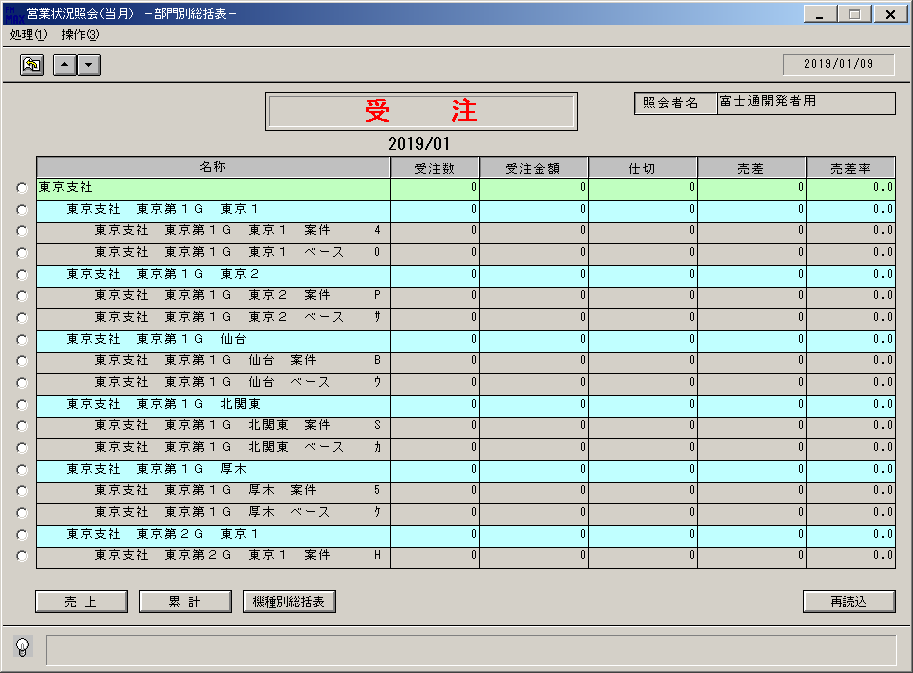 営業状況照会(当月) －部門別総括表－
処理(1) 操作(3)
2019/01/09
受 注
照会者名 富士通開発者用
2019/01
名称 受注数 受注金額 仕切 売差 売差率
東京支社 0 0 0 0 0.0
東京支社 東京第１Ｇ 東京１ 0 0 0 0 0.0
東京支社 東京第１Ｇ 東京１ 案件 4 0 0 0 0 0.0
東京支社 東京第１Ｇ 東京１ ベース 0 0 0 0 0 0.0
東京支社 東京第１Ｇ 東京２ 0 0 0 0 0.0
東京支社 東京第１Ｇ 東京２ 案件 P 0 0 0 0 0.0
東京支社 東京第１Ｇ 東京２ ベース ｻ 0 0 0 0 0.0
東京支社 東京第１Ｇ 仙台 0 0 0 0 0.0
東京支社 東京第１Ｇ 仙台 案件 B 0 0 0 0 0.0
東京支社 東京第１Ｇ 仙台 ベース ｳ 0 0 0 0 0.0
東京支社 東京第１Ｇ 北関東 0 0 0 0 0.0
東京支社 東京第１Ｇ 北関東 案件 S 0 0 0 0 0.0
東京支社 東京第１Ｇ 北関東 ベース ｶ 0 0 0 0 0.0
東京支社 東京第１Ｇ 厚木 0 0 0 0 0.0
東京支社 東京第１Ｇ 厚木 案件 5 0 0 0 0 0.0
東京支社 東京第１Ｇ 厚木 ベース ｹ 0 0 0 0 0.0
東京支社 東京第２Ｇ 東京１ 0 0 0 0 0.0
東京支社 東京第２Ｇ 東京１ 案件 H 0 0 0 0 0.0
売 上 累 計 機種別総括表 再読込